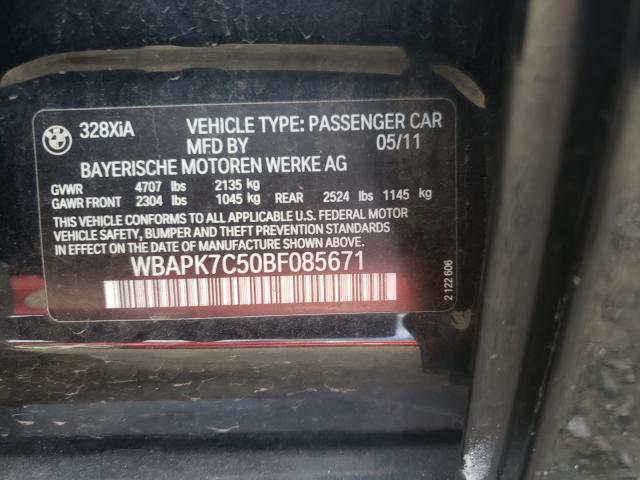 328XiA VEHICLE TYPE: PASSENGER CAR
MFD BY 05/11
BAYERISCHE MOTOREN WERKE AG
GVWR 4707 lbs 2135 kg
GAWR FRONT 2304 lbs 1045 kg REAR 2524 lbs 1145 kg
THIS VEHICLE CONFORMS TO ALL APPLICABLE U.S. FEDERAL MOTOR
VEHICLE SAFETY, BUMPER AND THEFT PREVENTION STANDARDS
IN EFFECT ON THE DATE OF MANUFACTURE SHOWN ABOVE.
WBAPK7C50BF085671
2 122 606